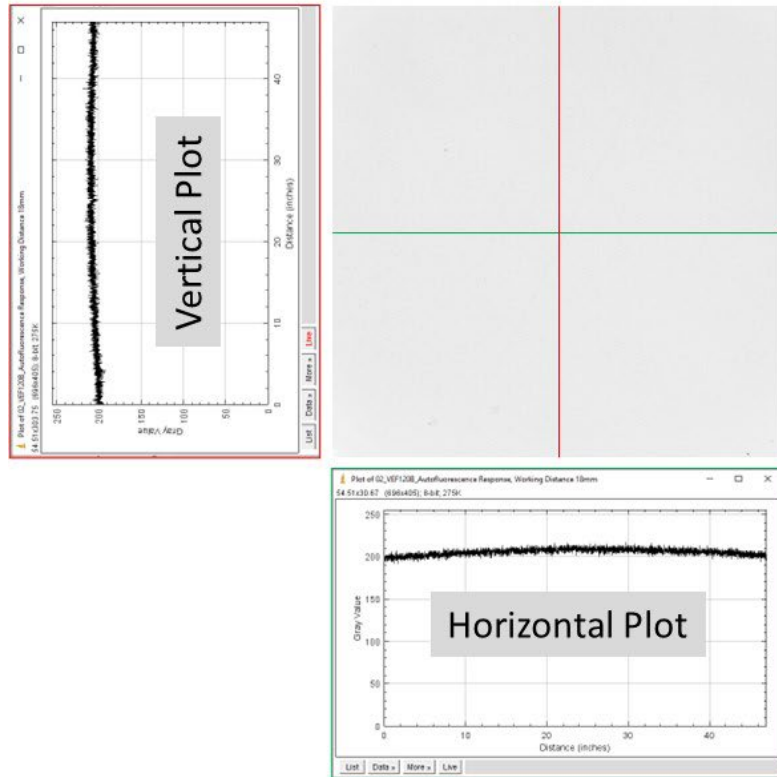 Plot of 02_VEF120B_Autofluorescence Response, Working Distance 18mm
54.51x303.75 (696x405); 8-bit; 275K
250
200
150
100
50
0
Gray Value
0
10
20
30
40
Distance (inches)
Vertical Plot
List Data » More » Live
Plot of 02_VEF120B_Autofluorescence Response, Working Distance 18mm
54.51x30.67 (696x405); 8-bit; 275K
250
200
150
100
50
0
Gray Value
Horizontal Plot
0 10 20 30 40
Distance (inches)
List Data » More » Live